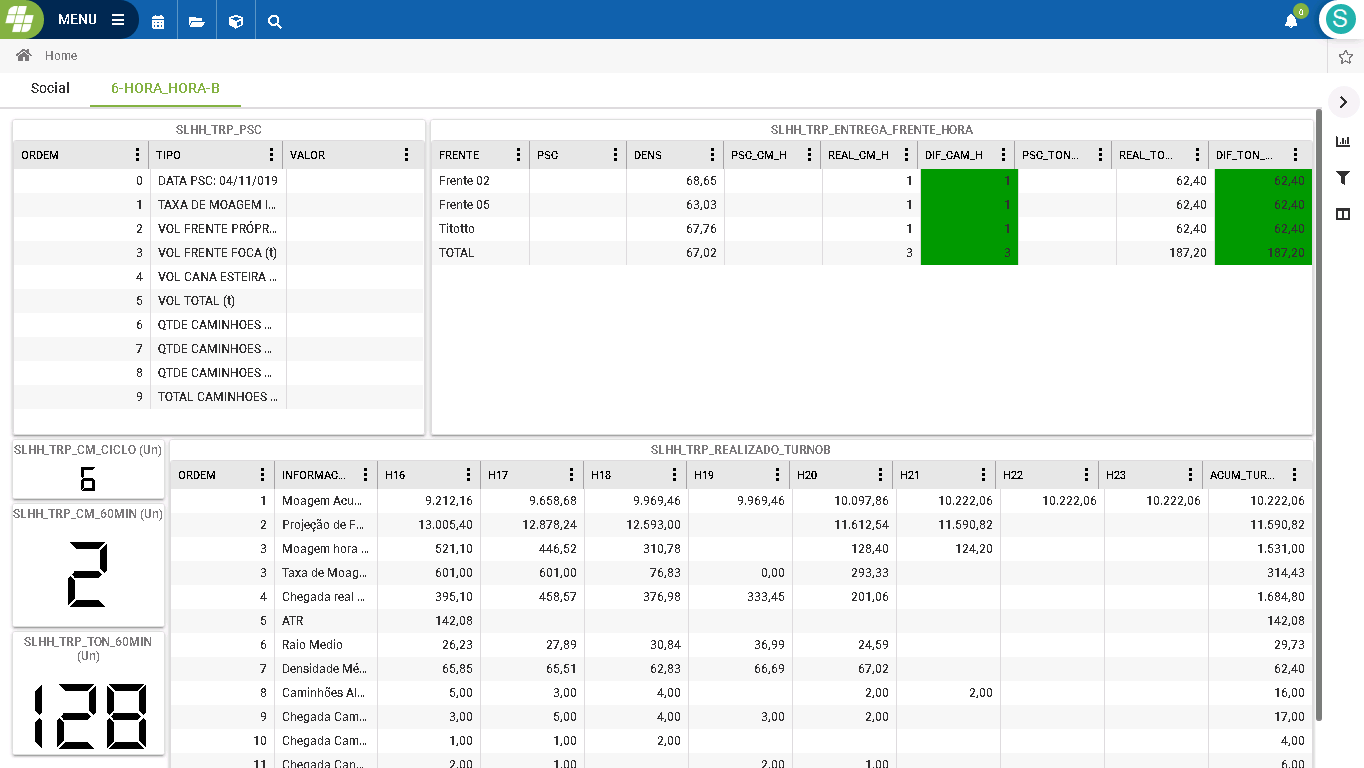 MENU
0
S
Home
Social 6-HORA_HORA-B
SLHH_TRP_PSC
ORDEM TIPO VALOR
0 DATA PSC: 04/11/019
1 TAXA DE MOAGEM I...
2 VOL FRENTE PRÓPR...
3 VOL FRENTE FOCA (t)
4 VOL CANA ESTEIRA ...
5 VOL TOTAL (t)
6 QTDE CAMINHOES ...
7 QTDE CAMINHOES ...
8 QTDE CAMINHOES ...
9 TOTAL CAMINHOES ...
SLHH_TRP_ENTREGA_FRENTE_HORA
FRENTE PSC DENS PSC_CM_H REAL_CM_H DIF_CAM_H PSC_TON... REAL_TO... DIF_TON_...
Frente 02 68,65 1 1 62,40 62,40
Frente 05 63,03 1 1 62,40 62,40
Titotto 67,76 1 1 62,40 62,40
TOTAL 67,02 3 3 187,20 187,20
SLHH_TRP_CM_CICLO (Un)
6
SLHH_TRP_CM_60MIN (Un)
2
SLHH_TRP_TON_60MIN
(Un)
128
SLHH_TRP_REALIZADO_TURNOB
ORDEM INFORMAC... H16 H17 H18 H19 H20 H21 H22 H23 ACUM_TUR...
1 Moagem Acu... 9.212,16 9.658,68 9.969,46 9.969,46 10.097,86 10.222,06 10.222,06 10.222,06 10.222,06
2 Projeção de F... 13.005,40 12.878,24 12.593,00 11.612,54 11.590,82 11.590,82
3 Moagem hora ... 521,10 446,52 310,78 128,40 124,20 1.531,00
3 Taxa de Moag... 601,00 601,00 76,83 0,00 293,33 314,43
4 Chegada real ... 395,10 458,57 376,98 333,45 201,06 1.684,80
5 ATR 142,08 142,08
6 Raio Medio 26,23 27,89 30,84 36,99 24,59 29,73
7 Densidade Mé... 65,85 65,51 62,83 66,69 67,02 62,40
8 Caminhões Al... 5,00 3,00 4,00 2,00 2,00 16,00
9 Chegada Cam... 3,00 5,00 4,00 3,00 2,00 17,00
10 Chegada Cam... 1,00 1,00 2,00 4,00
11 Chegada Can... 2,00 1,00 2,00 1,00 6,00